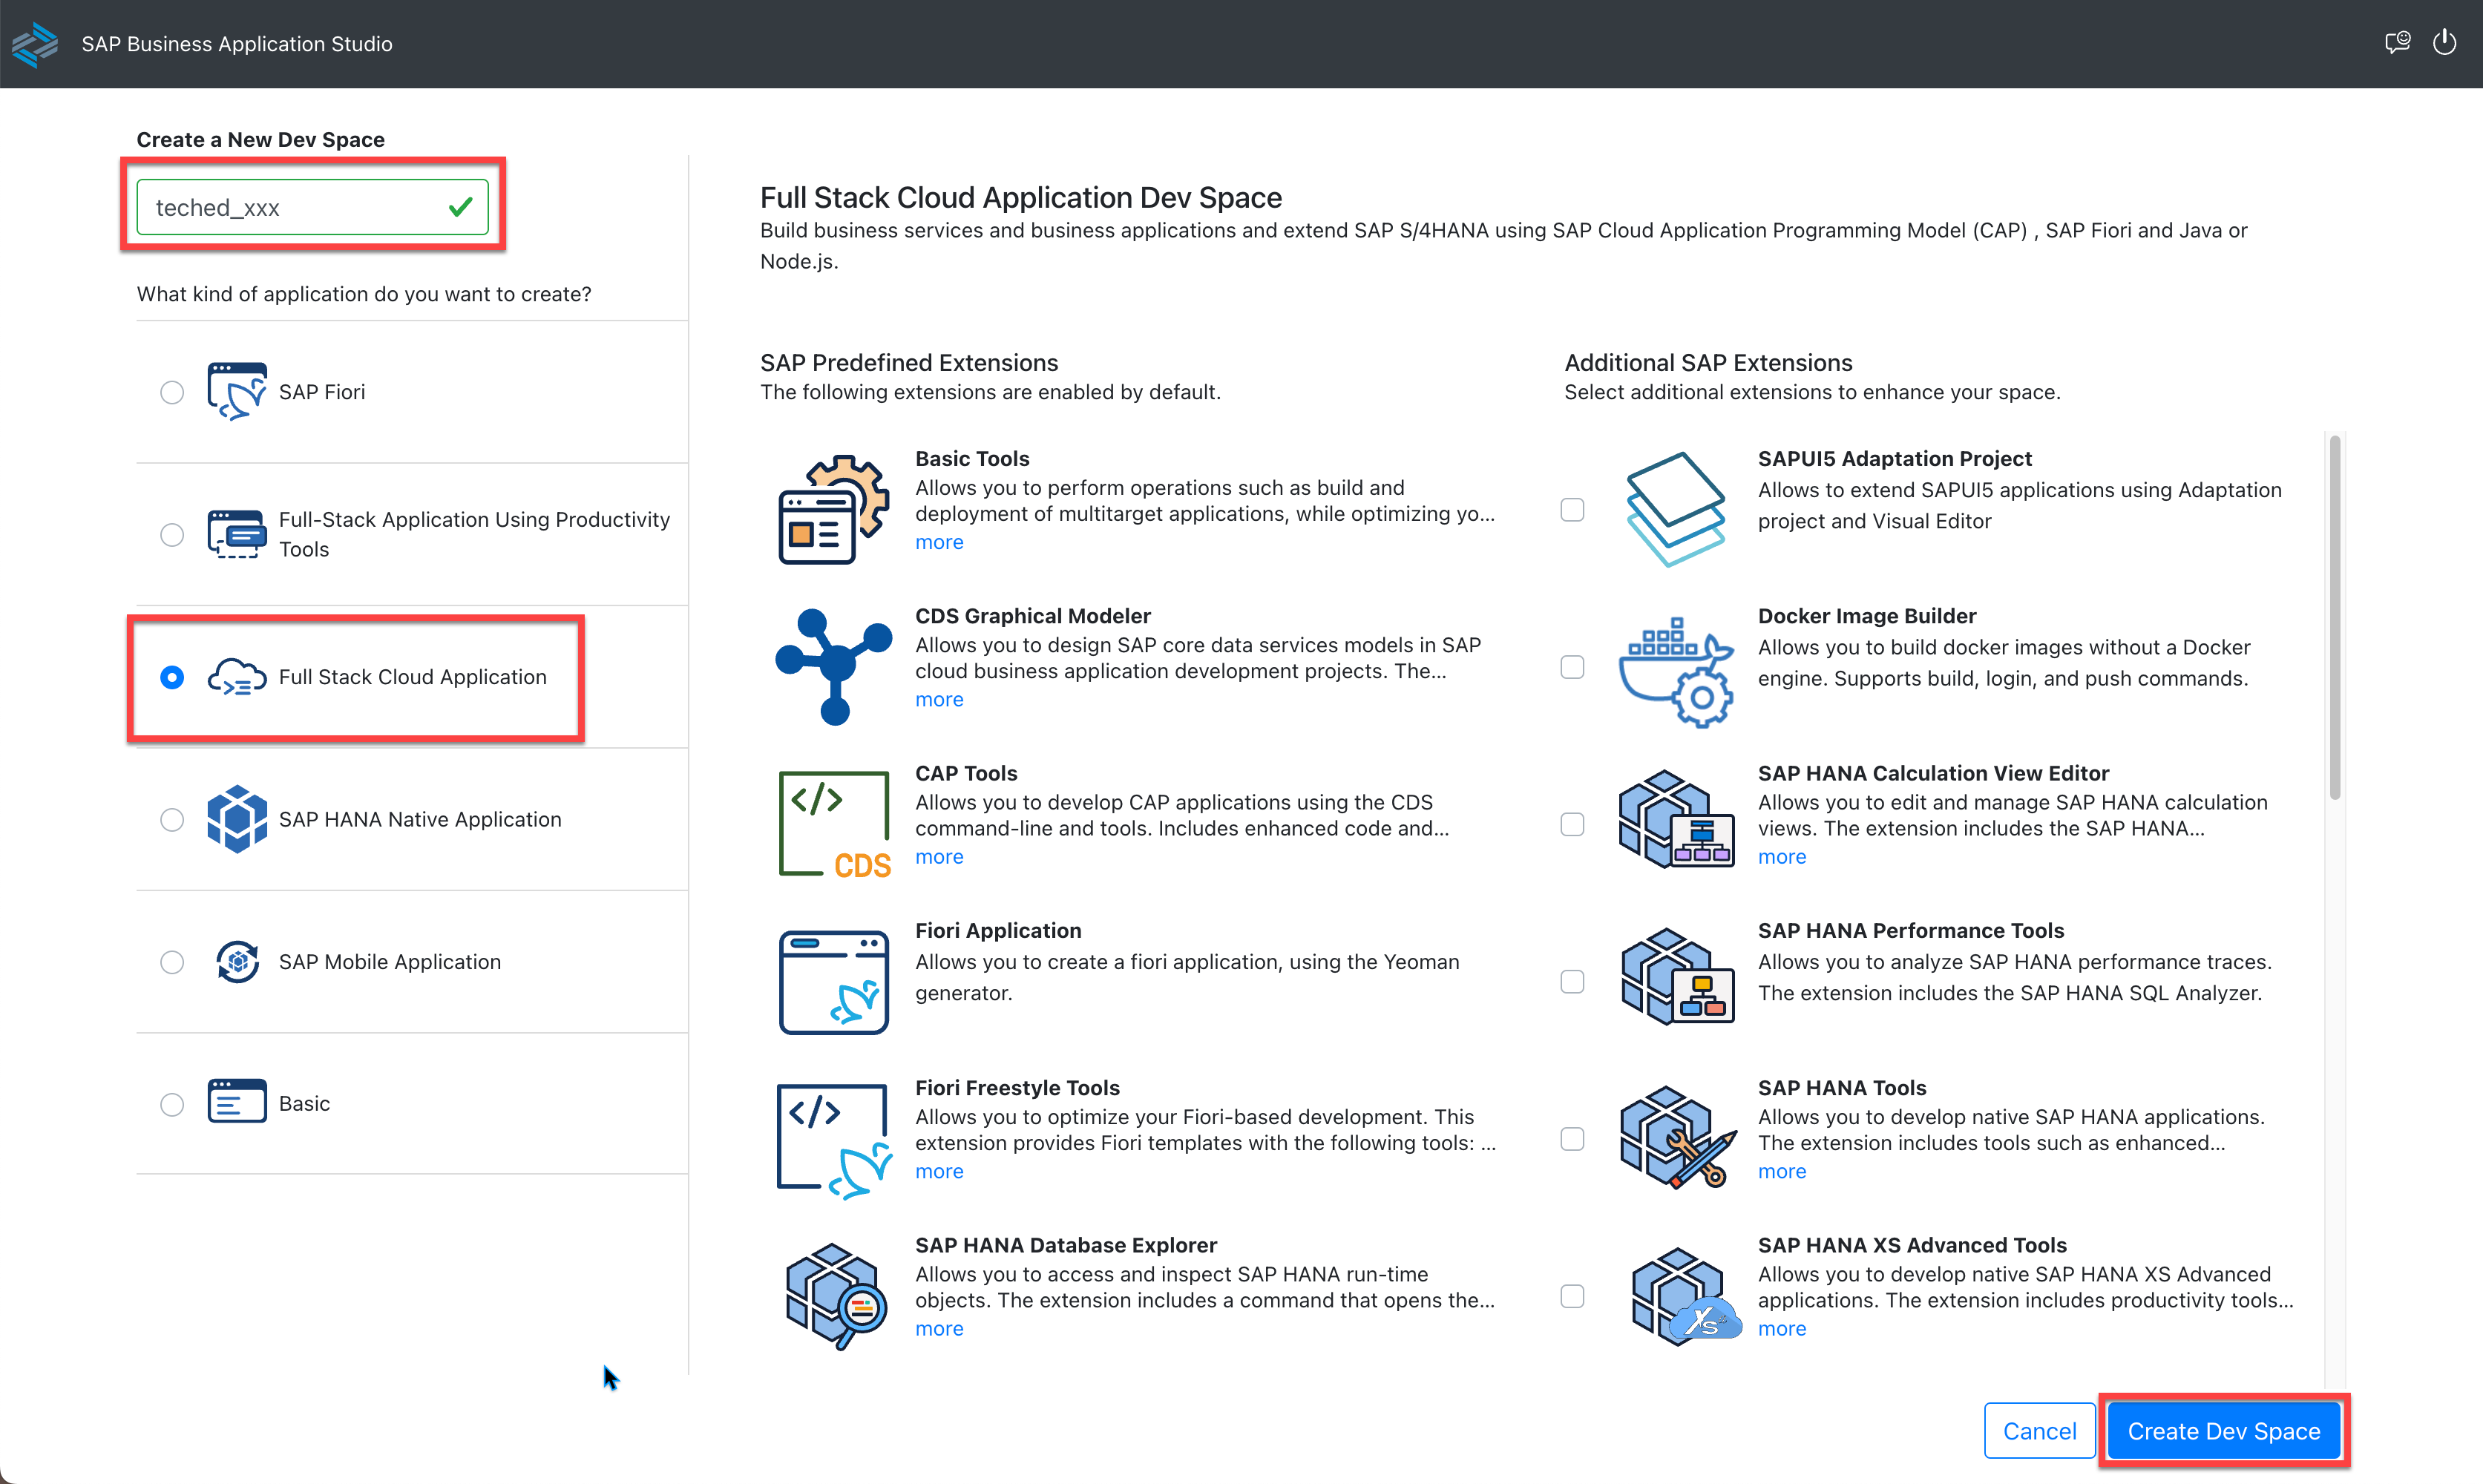 SAP Business Application Studio
Create a New Dev Space
teched_xxx
What kind of application do you want to create?
SAP Fiori
Full-Stack Application Using Productivity
Tools
Full Stack Cloud Application
SAP HANA Native Application
SAP Mobile Application
Basic
Full Stack Cloud Application Dev Space
Build business services and business applications and extend SAP S/4HANA using SAP Cloud Application Programming Model (CAP) , SAP Fiori and Java or
Node.js.
SAP Predefined Extensions
The following extensions are enabled by default.
Basic Tools
Allows you to perform operations such as build and
deployment of multitarget applications, while optimizing yo...
more
CDS Graphical Modeler
Allows you to design SAP core data services models in SAP
cloud business application development projects. The...
more
</>
CDS
CAP Tools
Allows you to develop CAP applications using the CDS
command-line and tools. Includes enhanced code and...
more
Fiori Application
Allows you to create a fiori application, using the Yeoman
generator.
</>
Fiori Freestyle Tools
Allows you to optimize your Fiori-based development. This
extension provides Fiori templates with the following tools: ...
more
SAP HANA Database Explorer
Allows you to access and inspect SAP HANA run-time
objects. The extension includes a command that opens the...
more
Additional SAP Extensions
Select additional extensions to enhance your space.
SAPUI5 Adaptation Project
Allows to extend SAPUI5 applications using Adaptation
project and Visual Editor
Docker Image Builder
Allows you to build docker images without a Docker
engine. Supports build, login, and push commands.
SAP HANA Calculation View Editor
Allows you to edit and manage SAP HANA calculation
views. The extension includes the SAP HANA...
more
SAP HANA Performance Tools
Allows you to analyze SAP HANA performance traces.
The extension includes the SAP HANA SQL Analyzer.
SAP HANA Tools
Allows you to develop native SAP HANA applications.
The extension includes tools such as enhanced...
more
Xs
SAP HANA XS Advanced Tools
Allows you to develop native SAP HANA XS Advanced
applications. The extension includes productivity tools...
more
Cancel
Create Dev Space